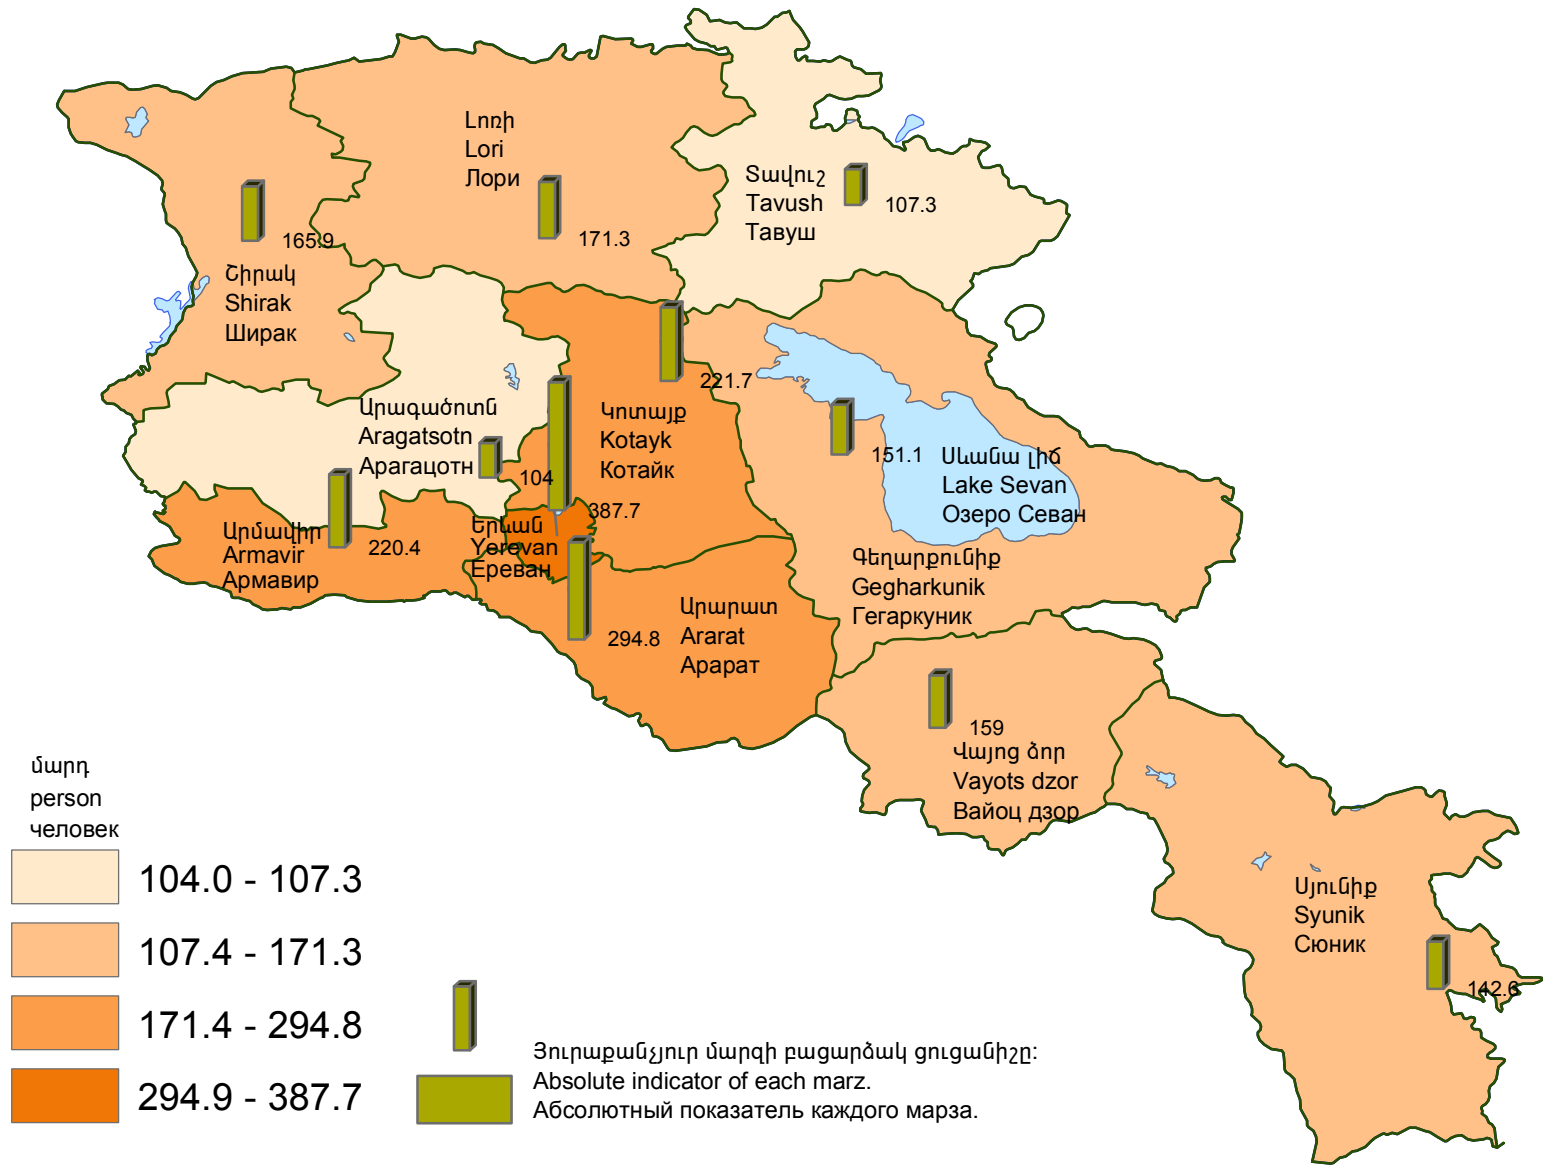 Լոռի
Lori
Лори
171.3
Տավուշ
Tavush
Тавуш
107.3
165.9
Շիրակ
Shirak
Ширак
221.7
Կոտայք
Kotayk
Котайк
Արագածոտն
Aragatsotn
Арагацотн
104
387.7
151.1
Սևանա լիճ
Lake Sevan
Озеро Севан
Արմավիր
Armavir
Армавир
220.4
Երևան
Yerevan
Ереван
Գեղարքունիք
Gegharkunik
Гегаркуник
294.8
Արարատ
Ararat
Арарат
159
Վայոց ձոր
Vayots dzor
Вайоц дзор
Սյունիք
Syunik
Сюник
142.6
մարդ
person
человек
104.0 - 107.3
107.4 - 171.3
171.4 - 294.8
294.9 - 387.7
Յուրաքանչյուր մարզի բացարձակ ցուցանիշը:
Absolute indicator of each marz.
Абсолютный показатель каждого марза.